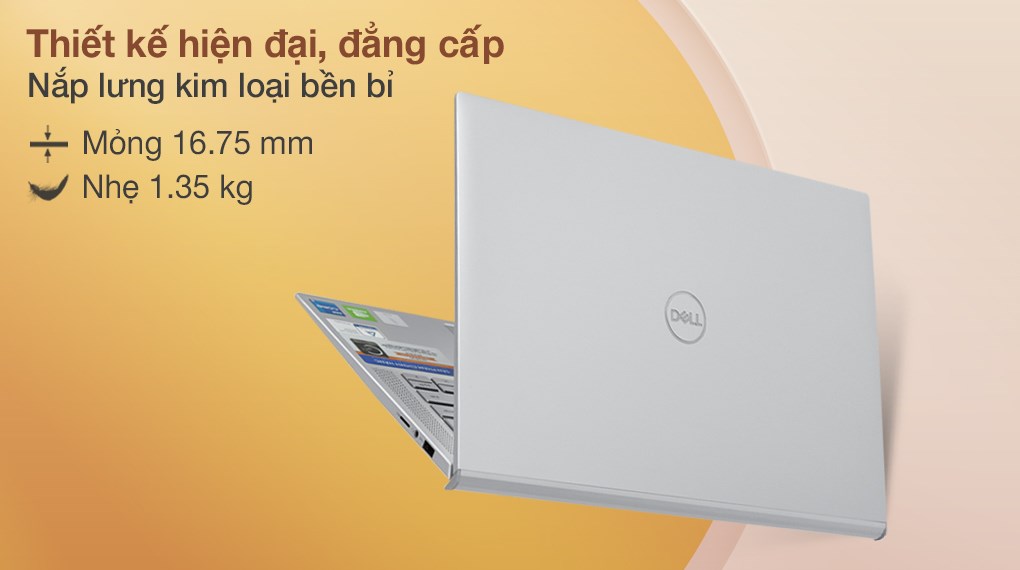 Thiết kế hiện đại, đẳng cấp
Nắp lưng kim loại bền bỉ
Mỏng 16.75 mm
Nhẹ 1.35 kg
DELL